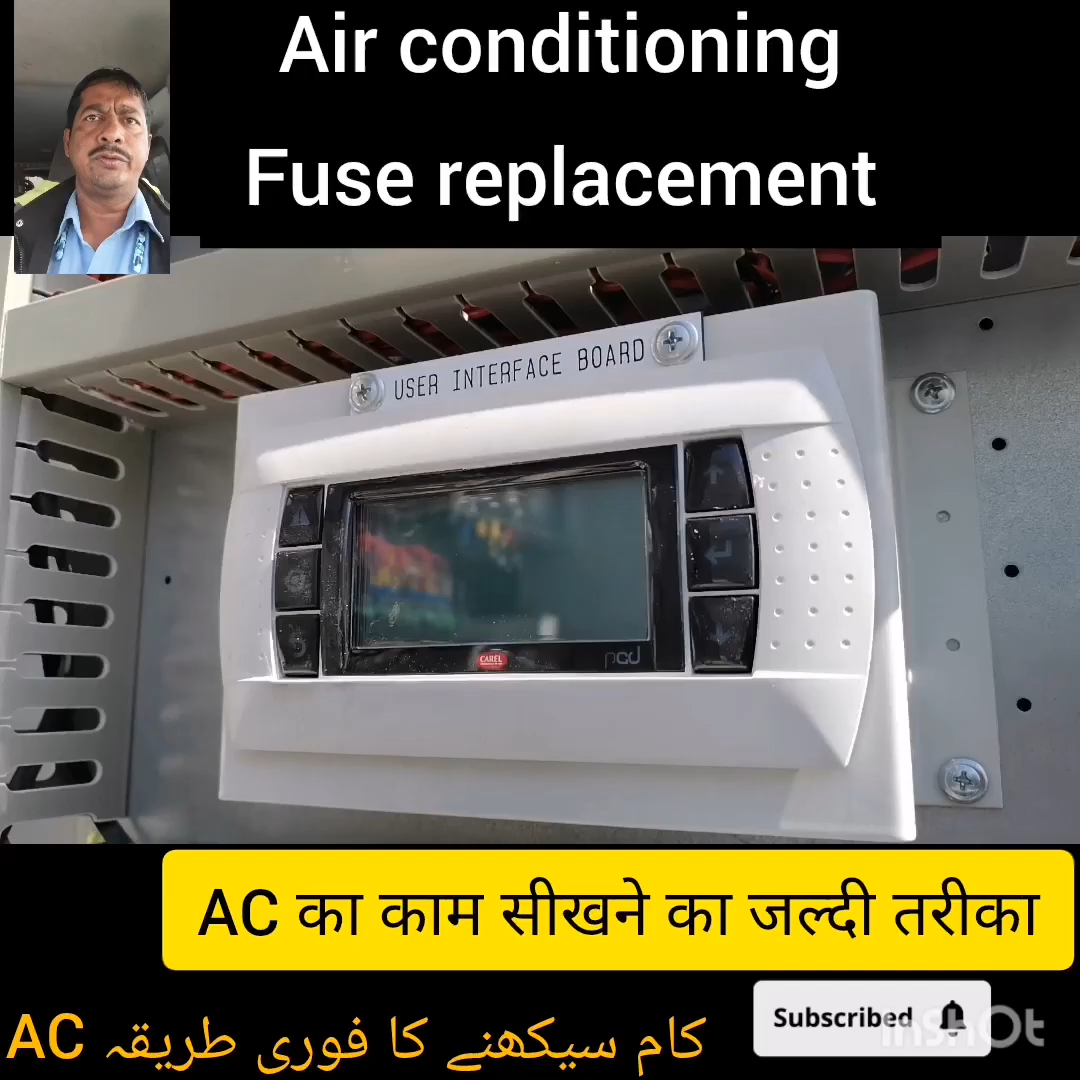 Air conditioning
Fuse replacement
USER INTERFACE BOARD
CAREL
pGD
AC का काम सीखने का जल्दी तरीका
AC کام سیکھنے کا فوری طریقہ
Subscribed
InShOt